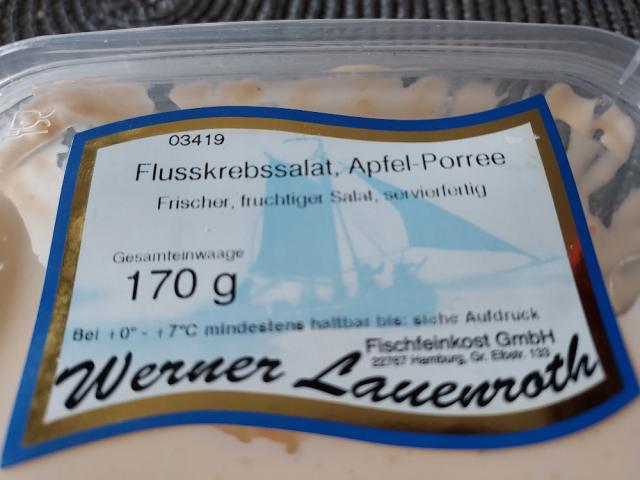 03419
Flusskrebssalat, Apfel-Porree
Frischer, fruchtiger Salat, servierfertig
Gesamteinwaage
170 g
Bei +0° - +7°C mindestens haltbar bis: siehe Aufdruck
Fischfeinkost GmbH
22767 Hamburg, Gr. Elbstr. 133
Werner Lauenroth